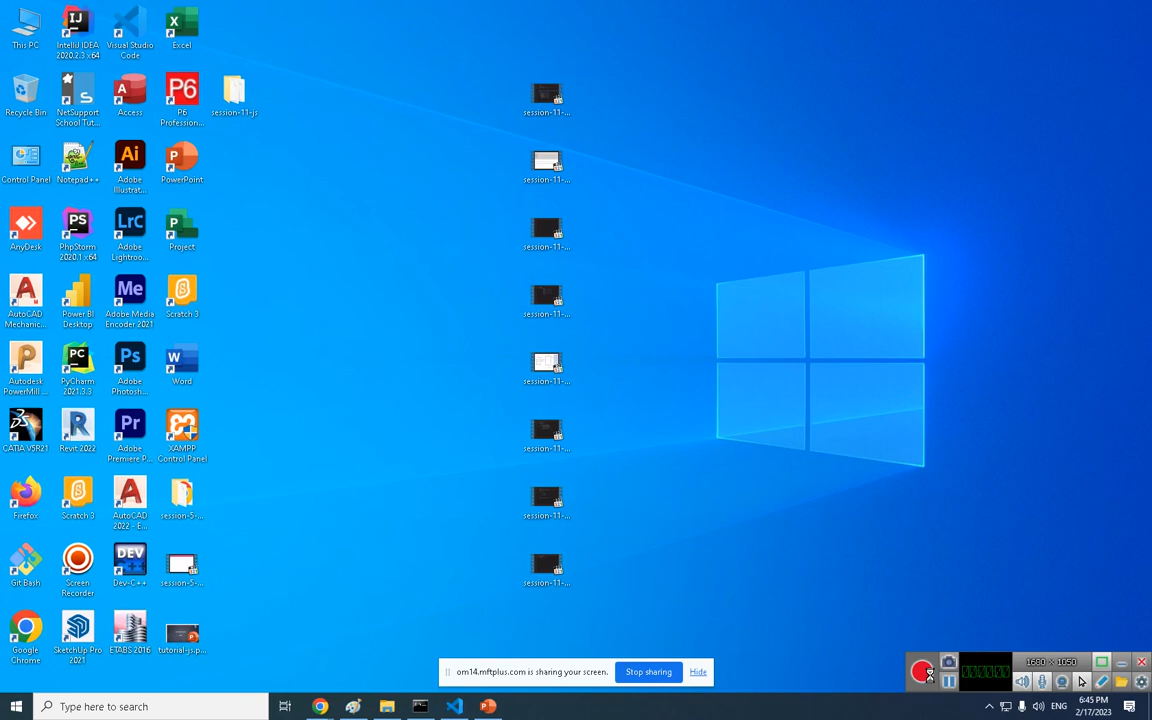 This PC
IntelliJ IDEA
2020.2.3 x64
Visual Studio
Code
Excel
Recycle Bin
NetSupport
School Tut...
Access
P6
Profession...
session-11-js
session-11-...
Control Panel
Notepad++
Adobe
Illustrat...
PowerPoint
session-11-...
AnyDesk
PhpStorm
2020.1 x64
Adobe
Lightroo...
Project
session-11-...
AutoCAD
Mechanic...
Power BI
Desktop
Adobe Media
Encoder 2021
Scratch 3
session-11-...
Autodesk
PowerMill ...
PyCharm
2021.3.3
Adobe
Photosh...
Word
session-11-...
CATIA V5R21
Revit 2022
Adobe
Premiere P...
XAMPP
Control Panel
session-11-...
Firefox
Scratch 3
AutoCAD
2022 - E...
session-5-...
session-11-...
Git Bash
Screen
Recorder
Dev-C++
session-5-...
session-11-...
Google
Chrome
SketchUp Pro
2021
ETABS 2016
tutorial-js.p...
om14.mftplus.com is sharing your screen.
Stop sharing
Hide
1680 × 1050
Type here to search
ENG
6:45 PM
2/17/2023